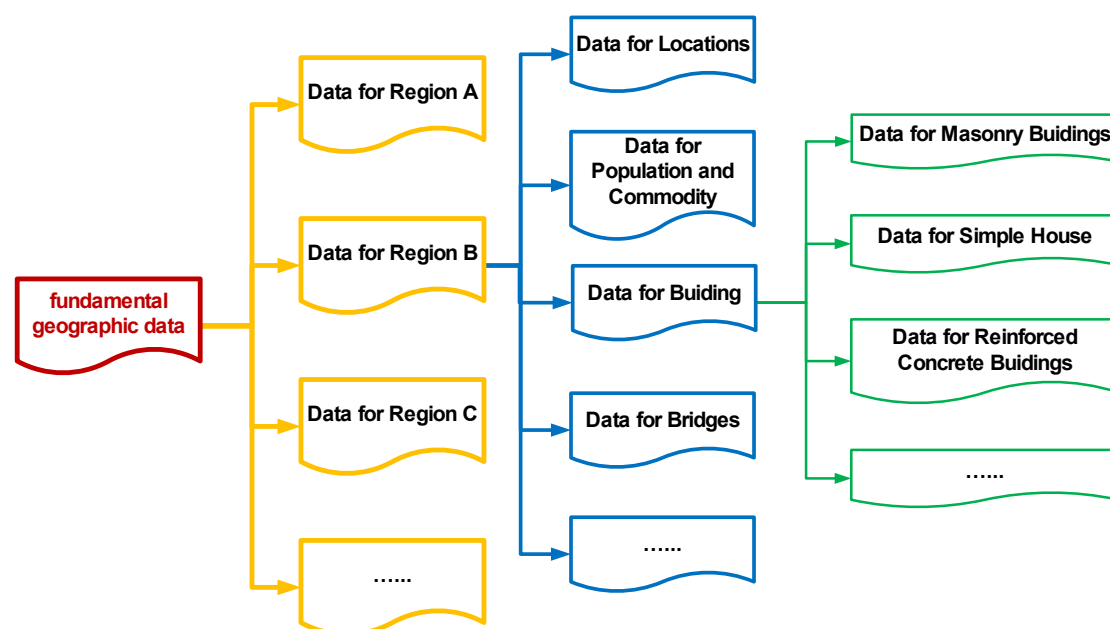 fundamental
geographic data
Data for Region A
Data for Region B
Data for Region C
…...
Data for Locations
Data for
Population and
Commodity
Data for Buiding
Data for Bridges
…...
Data for Masonry Buidings
Data for Simple House
Data for Reinforced
Concrete Buidings
…...